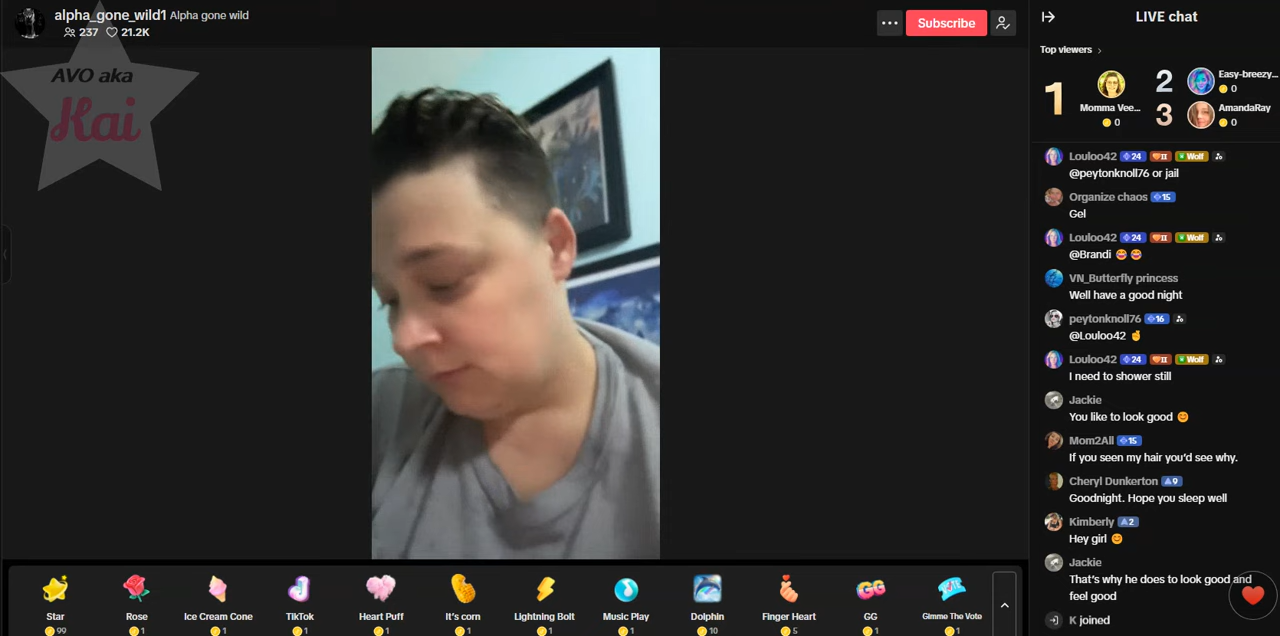 alpha_gone_wild1 Alpha gone wild
237 21.2K
Subscribe
AVO aka
Kai
LIVE chat
Top viewers
1 Momma Vee... 0
2 Easy-breezy... 0
3 AmandaRay 0
Louloo42 24 II Wolf
@peytonknoll76 or jail
Organize chaos 15
Gel
Louloo42 24 II Wolf
@Brandi 😆 😆
VN_Butterfly princess
Well have a good night
peytonknoll76 16
@Louloo42 🤞
Louloo42 24 II Wolf
I need to shower still
Jackie
You like to look good 😊
Mom2All 15
If you seen my hair you'd see why.
Cheryl Dunkerton 9
Goodnight. Hope you sleep well
Kimberly 2
Hey girl 😊
Jackie
That's why he does to look good and
feel good
K joined
Star Rose Ice Cream Cone TikTok Heart Puff It's corn Lightning Bolt Music Play Dolphin Finger Heart GG Gimme The Vote
99 1 1 1 1 1 1 1 10 5 1 1
GG